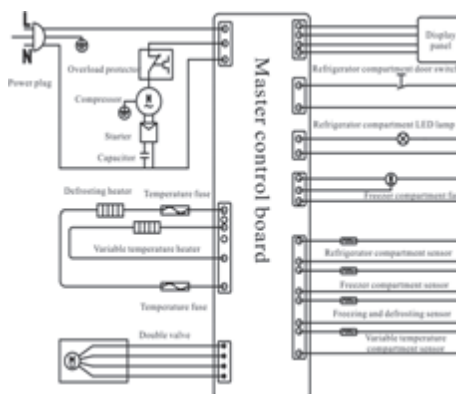 L
N
Power plug
Overload protector
Compressor
M
Starter
Capacitor
Defrosting heater
Temperature fuse
Variable temperature heater
Temperature fuse
Double valve
M
Master control board
Display
panel
Refrigerator compartment door switch
Refrigerator compartment LED lamp
Freezer compartment fa
Refrigerator compartment sensor
Freezer compartment sensor
Freezing and defrosting sensor
Variable temperature
compartment sensor